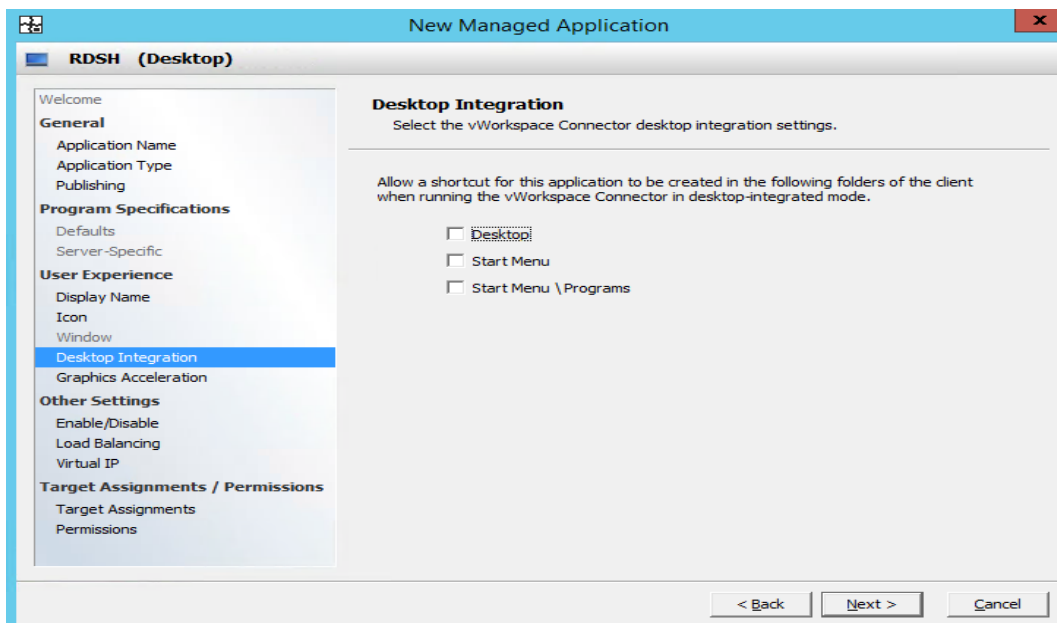 New Managed Application
x
RDSH (Desktop)
Welcome
General
Application Name
Application Type
Publishing
Program Specifications
Defaults
Server-Specific
User Experience
Display Name
Icon
Window
Desktop Integration
Graphics Acceleration
Other Settings
Enable/Disable
Load Balancing
Virtual IP
Target Assignments / Permissions
Target Assignments
Permissions
Desktop Integration
Select the vWorkspace Connector desktop integration settings.
Allow a shortcut for this application to be created in the following folders of the client
when running the vWorkspace Connector in desktop-integrated mode.
Desktop
Start Menu
Start Menu \Programs
< Back
Next >
Cancel